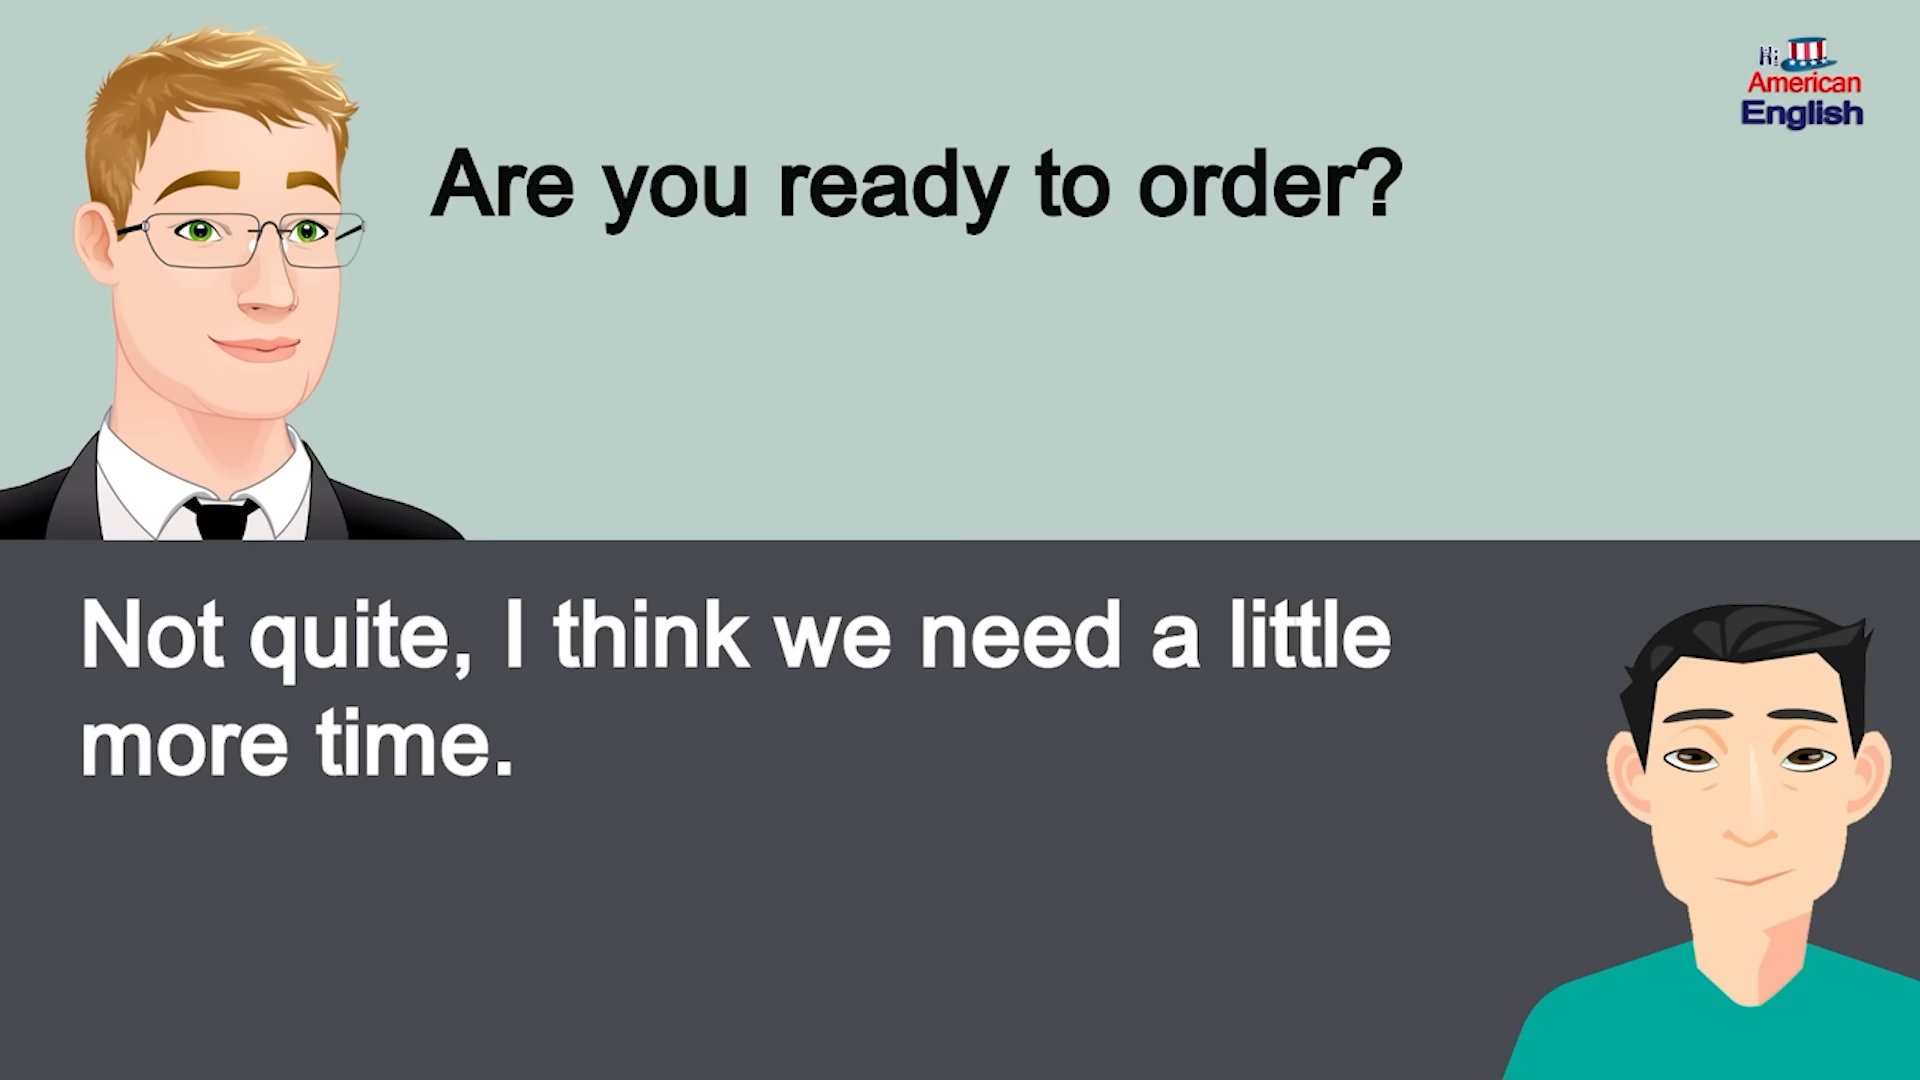 Hi
American
English
Are you ready to order?
Not quite, I think we need a little
more time.